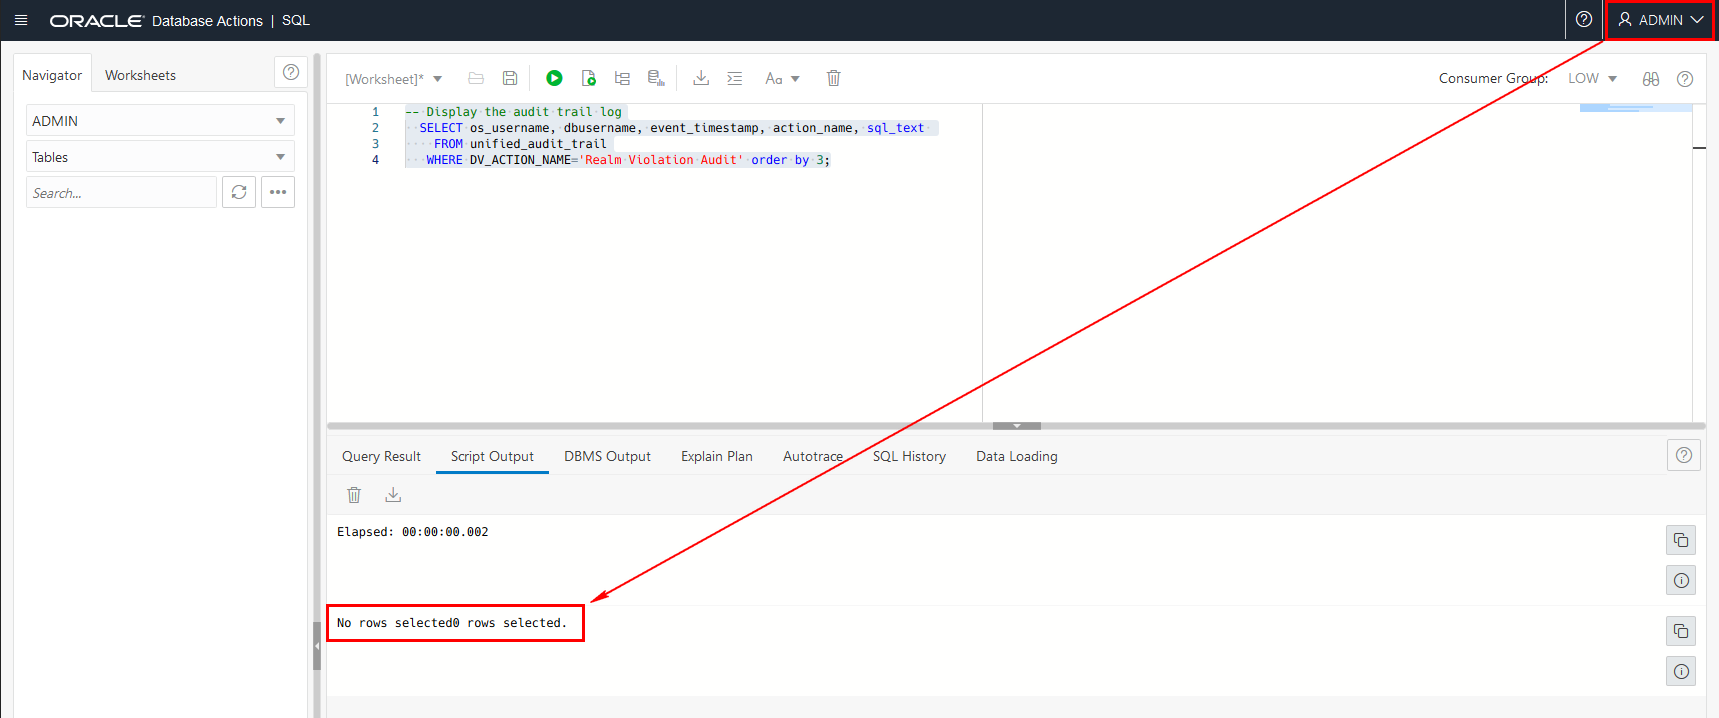 ORACLE Database Actions | SQL
ADMIN
Navigator
Worksheets
ADMIN
Tables
Search...
[Worksheet]*
Aa
Consumer Group:
LOW
1 -- Display the audit trail log
2 SELECT os_username, dbusername, event_timestamp, action_name, sql_text
3 FROM unified_audit_trail
4 WHERE DV_ACTION_NAME='Realm Violation Audit' order by 3;
Query Result
Script Output
DBMS Output
Explain Plan
Autotrace
SQL History
Data Loading
Elapsed: 00:00:00.002
No rows selected0 rows selected.